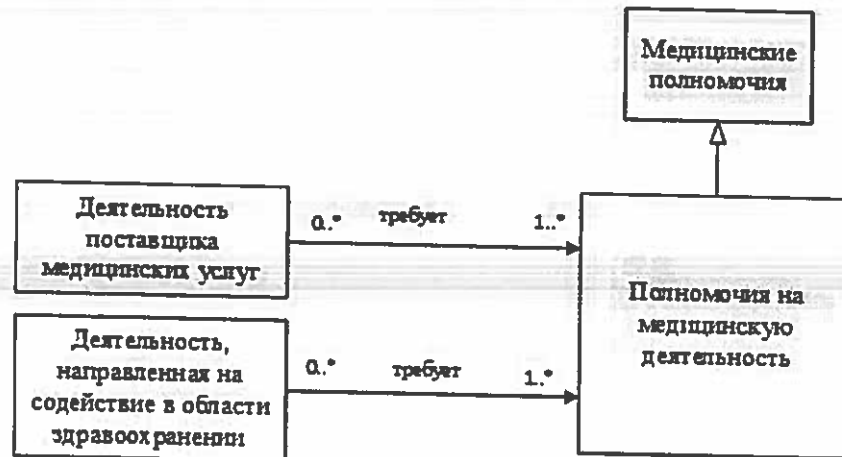 Медицинские
полномочия
Деятельность
поставщика
медицинских услуг
0..* требует 1..*
Полномочия на
медицинскую
деятельность
Деятельность,
направленная на
содействие в области
здравоохранении
0..* требует 1..*